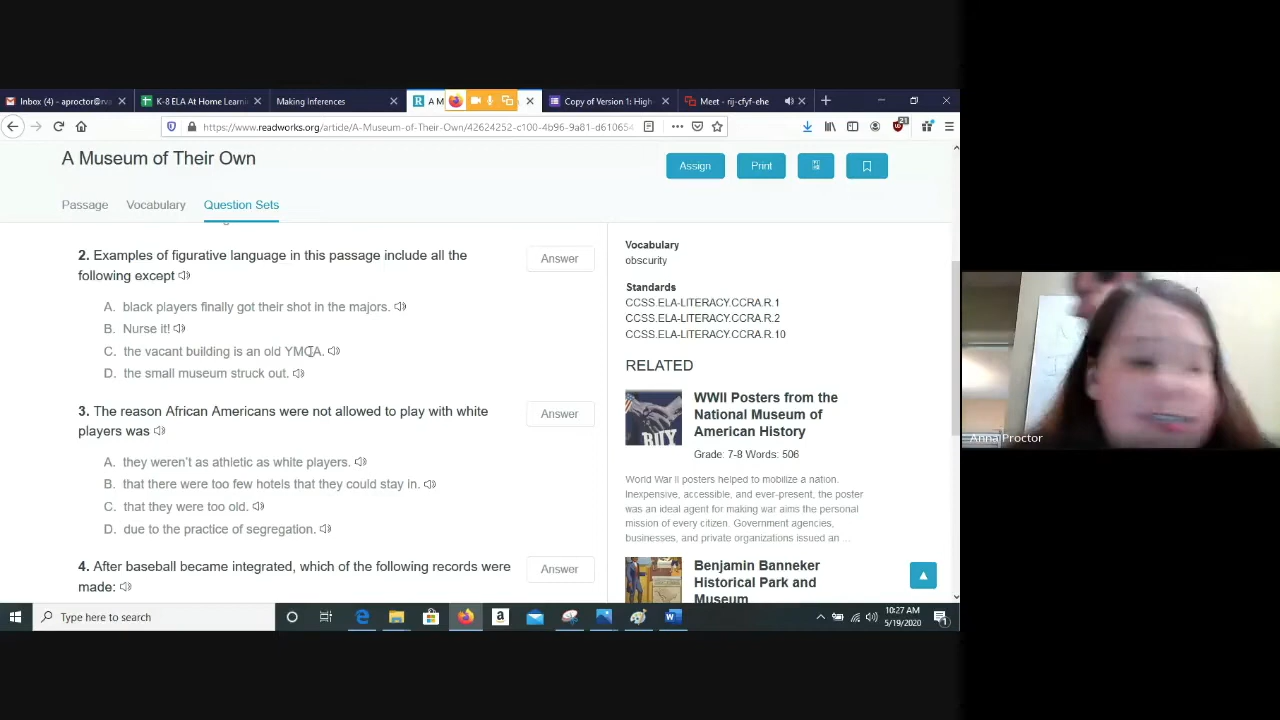 Inbox (4) - aproctor@rva
K-8 ELA At Home Learni
Making Inferences
A M
Copy of Version 1: High-
Meet - rij-cfyf-ehe
21
https://www.readworks.org/article/A-Museum-of-Their-Own/42624252-c100-4b96-9a81-d610654
A Museum of Their Own
Assign
Print
Passage
Vocabulary
Question Sets
2. Examples of figurative language in this passage include all the
following except
Answer
A. black players finally got their shot in the majors.
B. Nurse it!
C. the vacant building is an old YMCA.
D. the small museum struck out.
3. The reason African Americans were not allowed to play with white
players was
Answer
A. they weren't as athletic as white players.
B. that there were too few hotels that they could stay in.
C. that they were too old.
D. due to the practice of segregation.
4. After baseball became integrated, which of the following records were
made:
Answer
Vocabulary
obscurity
Standards
CCSS.ELA-LITERACY.CCRA.R.1
CCSS.ELA-LITERACY.CCRA.R.2
CCSS.ELA-LITERACY.CCRA.R.10
RELATED
BUY
WWII Posters from the
National Museum of
American History
Grade: 7-8 Words: 506
World War II posters helped to mobilize a nation.
Inexpensive, accessible, and ever-present, the poster
was an ideal agent for making war aims the personal
mission of every citizen. Government agencies,
businesses, and private organizations issued an ...
Benjamin Banneker
Historical Park and
Museum
Type here to search
10:27 AM
5/19/2020
Anna Proctor